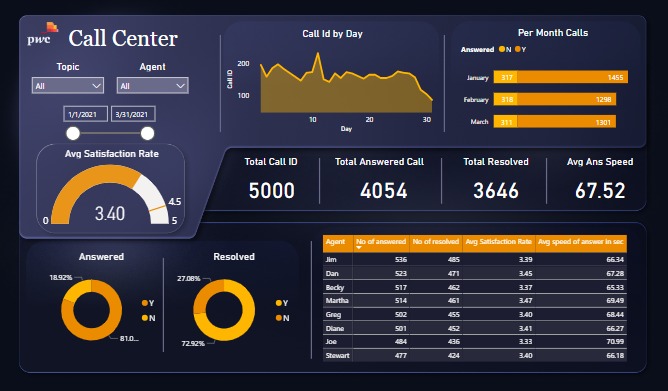 pwc
Call Center
Topic
Agent
All
All
1/1/2021
3/31/2021
Avg Satisfaction Rate
0
3.40
4.5
5
Call Id by Day
Call ID
200
100
10
20
30
Day
Per Month Calls
Answered N Y
January 317 1455
February 318 1298
March 311 1301
Total Call ID
5000
Total Answered Call
4054
Total Resolved
3646
Avg Ans Speed
67.52
Answered
18.92%
81.0...
Y
N
Resolved
27.08%
72.92%
Y
N
Agent No of answered No of resolved Avg Satisfaction Rate Avg speed of answer in sec
Jim 536 485 3.39 66.34
Dan 523 471 3.45 67.28
Becky 517 462 3.37 65.33
Martha 514 461 3.47 69.49
Greg 502 455 3.40 68.44
Diane 501 452 3.41 66.27
Joe 484 436 3.33 70.99
Stewart 477 424 3.40 66.18